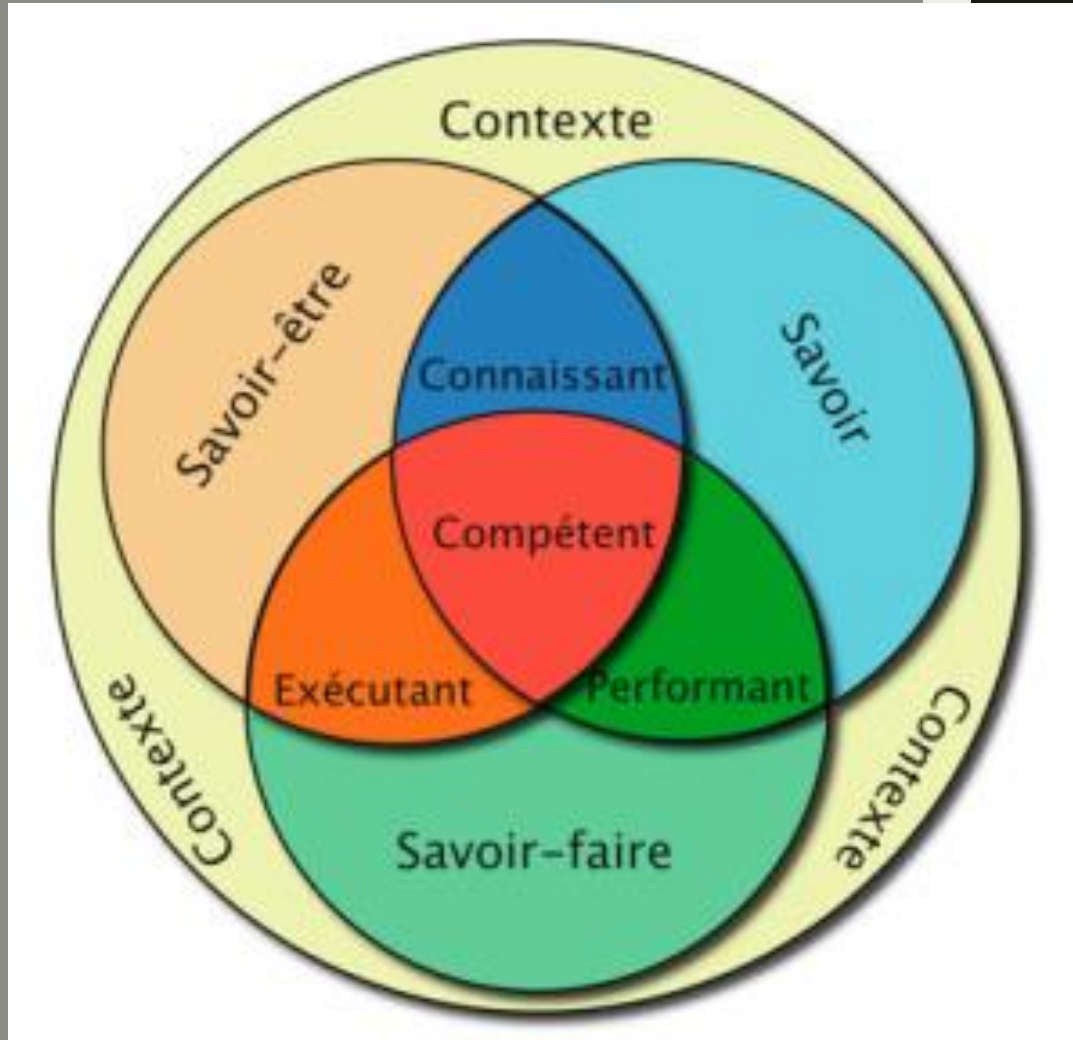 Contexte
Savoir-être
Savoir
Connaissant
Compétent
Exécutant
Performant
Contexte
Contexte
Savoir-faire